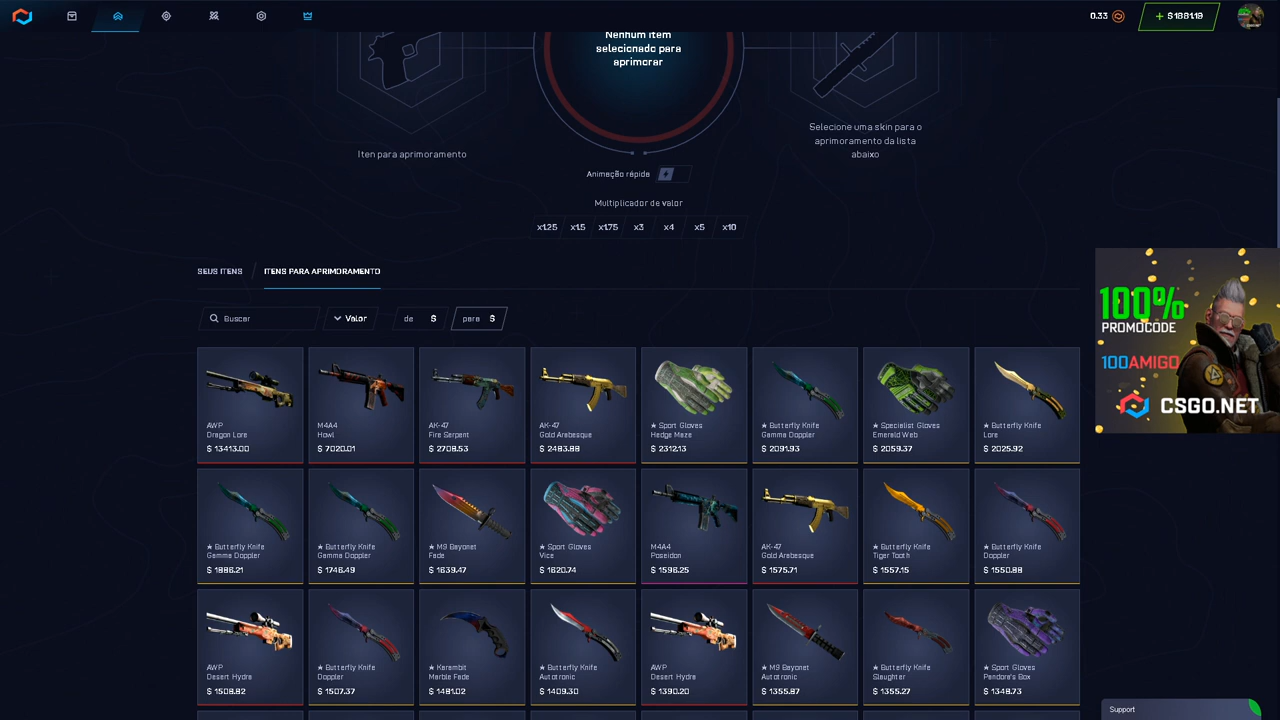 0.33
+ $1881.19
Nenhum item
selecionado para
aprimorar
Iten para aprimoramento
Selecione uma skin para o
aprimoramento da lista
abaixo
Animação rápida
Multiplicador de valor
x1.25 x1.5 x1.75 x3 x4 x5 x10
SEUS ITENS
ITENS PARA APRIMORAMENTO
Buscar
Valor
de $
para $
100%
PROMOCODE
100AMIGO
CSGO.NET
AWP
Dragon Lore
$ 13413.00
M4A4
Howl
$ 7020.01
AK-47
Fire Serpent
$ 2708.53
AK-47
Gold Arabesque
$ 2483.88
★ Sport Gloves
Hedge Maze
$ 2312.13
★ Butterfly Knife
Gamma Doppler
$ 2091.93
★ Specialist Gloves
Emerald Web
$ 2059.37
★ Butterfly Knife
Lore
$ 2025.92
★ Butterfly Knife
Gamma Doppler
$ 1886.21
★ Butterfly Knife
Gamma Doppler
$ 1746.49
★ M9 Bayonet
Fade
$ 1639.47
★ Sport Gloves
Vice
$ 1620.74
M4A4
Poseidon
$ 1596.25
AK-47
Gold Arabesque
$ 1575.71
★ Butterfly Knife
Tiger Tooth
$ 1557.15
★ Butterfly Knife
Doppler
$ 1550.88
AWP
Desert Hydra
$ 1508.82
★ Butterfly Knife
Doppler
$ 1507.37
★ Karambit
Marble Fade
$ 1481.02
★ Butterfly Knife
Autotronic
$ 1409.30
AWP
Desert Hydra
$ 1390.20
★ M9 Bayonet
Autotronic
$ 1355.87
★ Butterfly Knife
Slaughter
$ 1355.27
★ Sport Gloves
Pandora's Box
$ 1348.73
Support